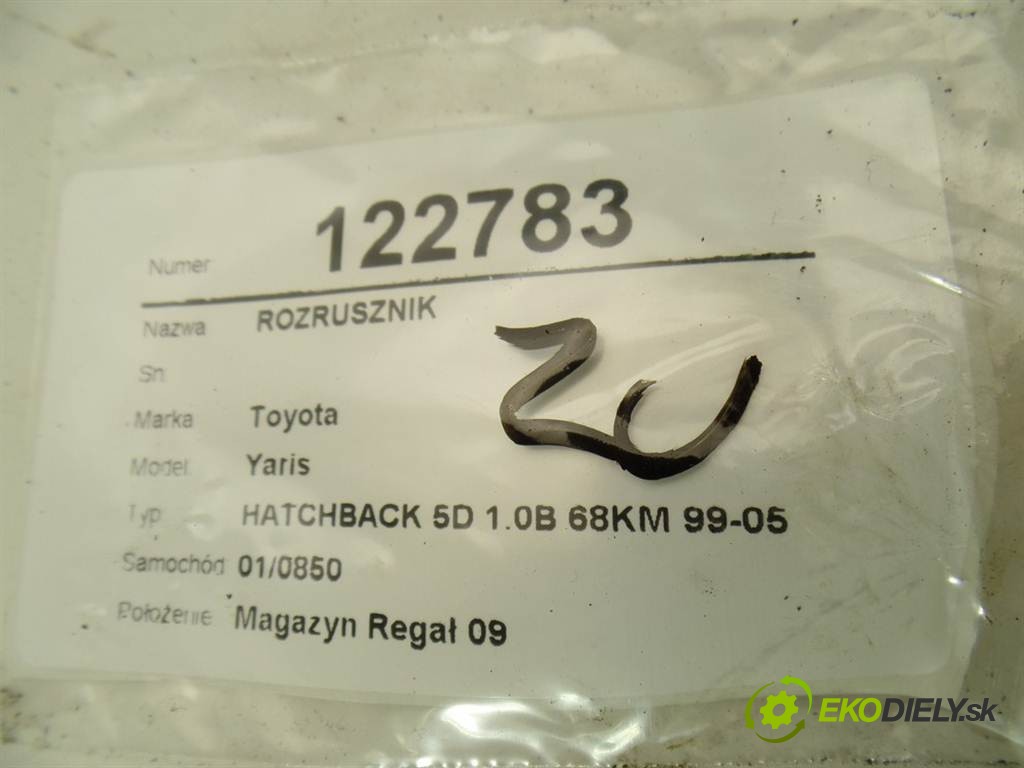 Numer 122783
Nazwa ROZRUSZNIK
Sn
Marka Toyota
Model Yaris
Typ HATCHBACK 5D 1.0B 68KM 99-05
Samochód 01/0850
Położenie Magazyn Regał 09
EKODIELY.sk